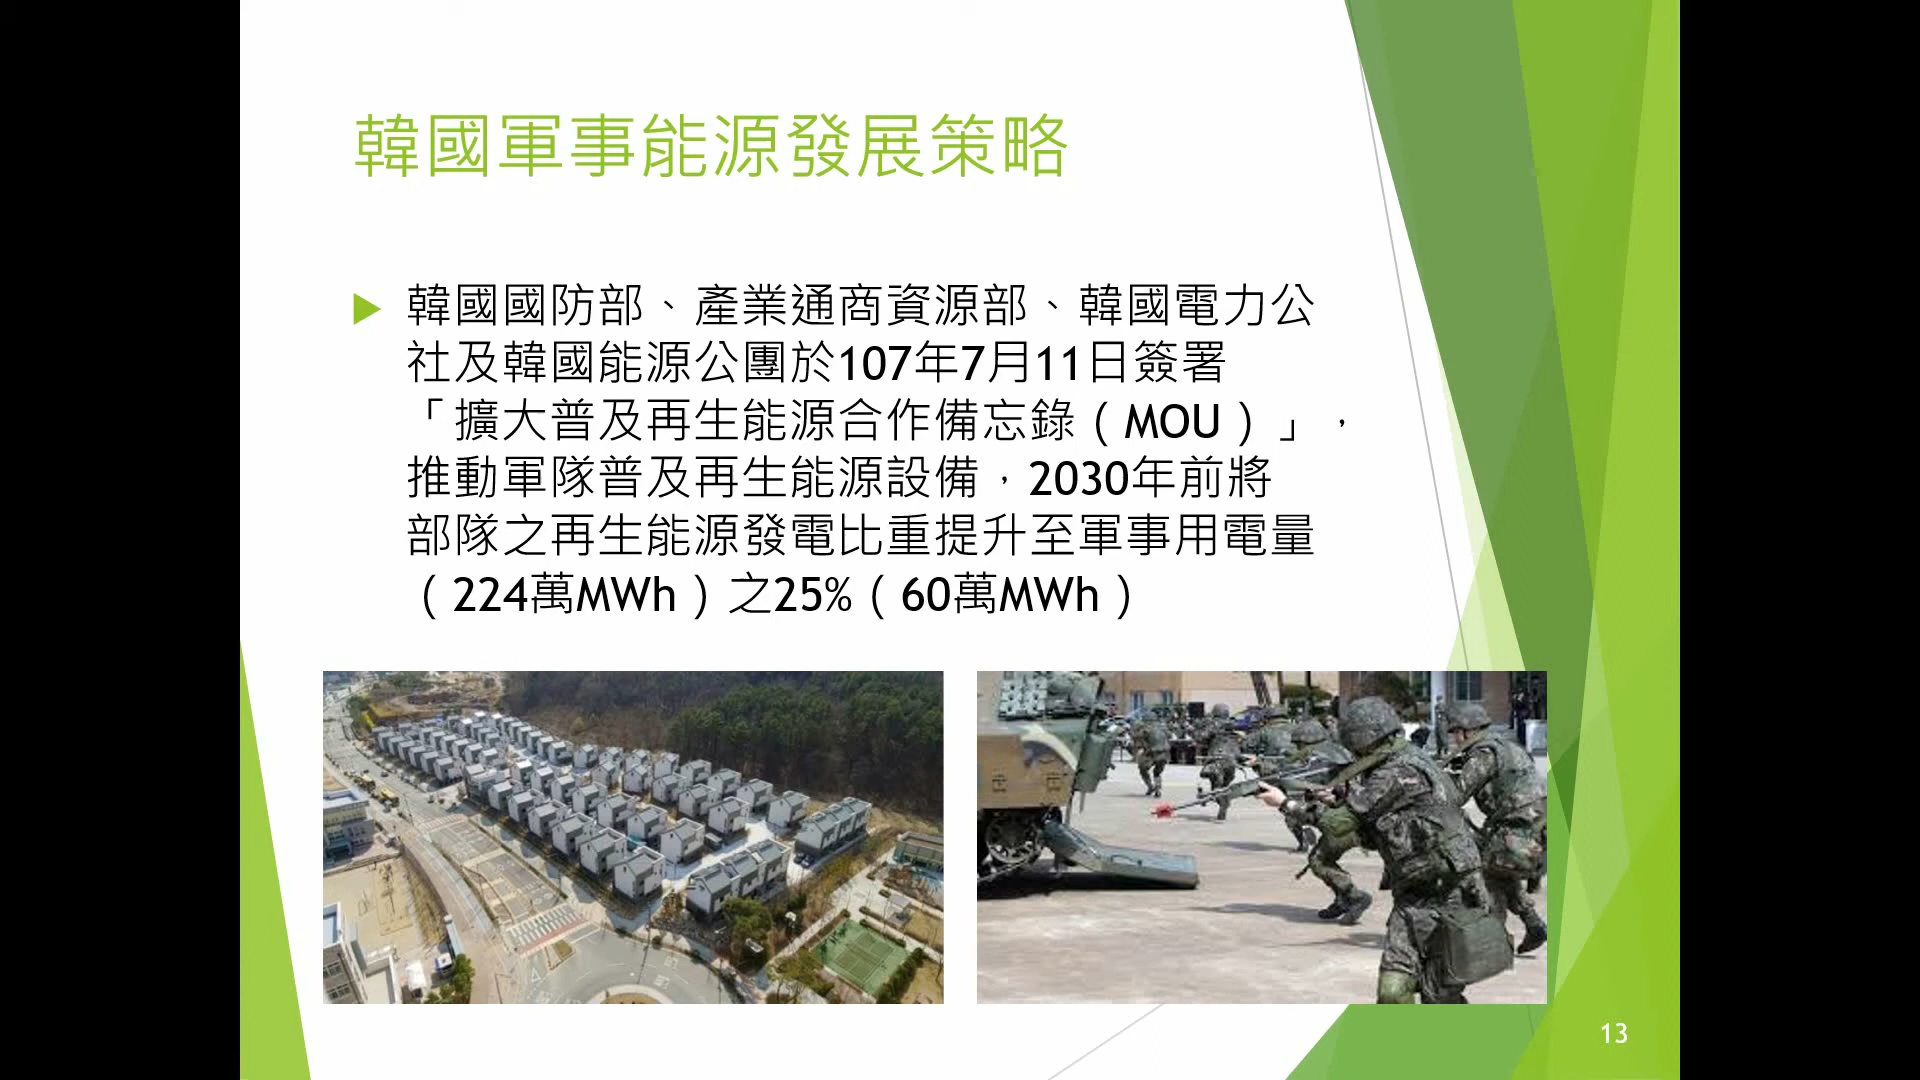 韓國軍事能源發展策略
韓國國防部、產業通商資源部、韓國電力公
社及韓國能源公團於107年7月11日簽署
「擴大普及再生能源合作備忘錄（MOU）」，
推動軍隊普及再生能源設備，2030年前將
部隊之再生能源發電比重提升至軍事用電量
（224萬MWh）之25%（60萬MWh）
13